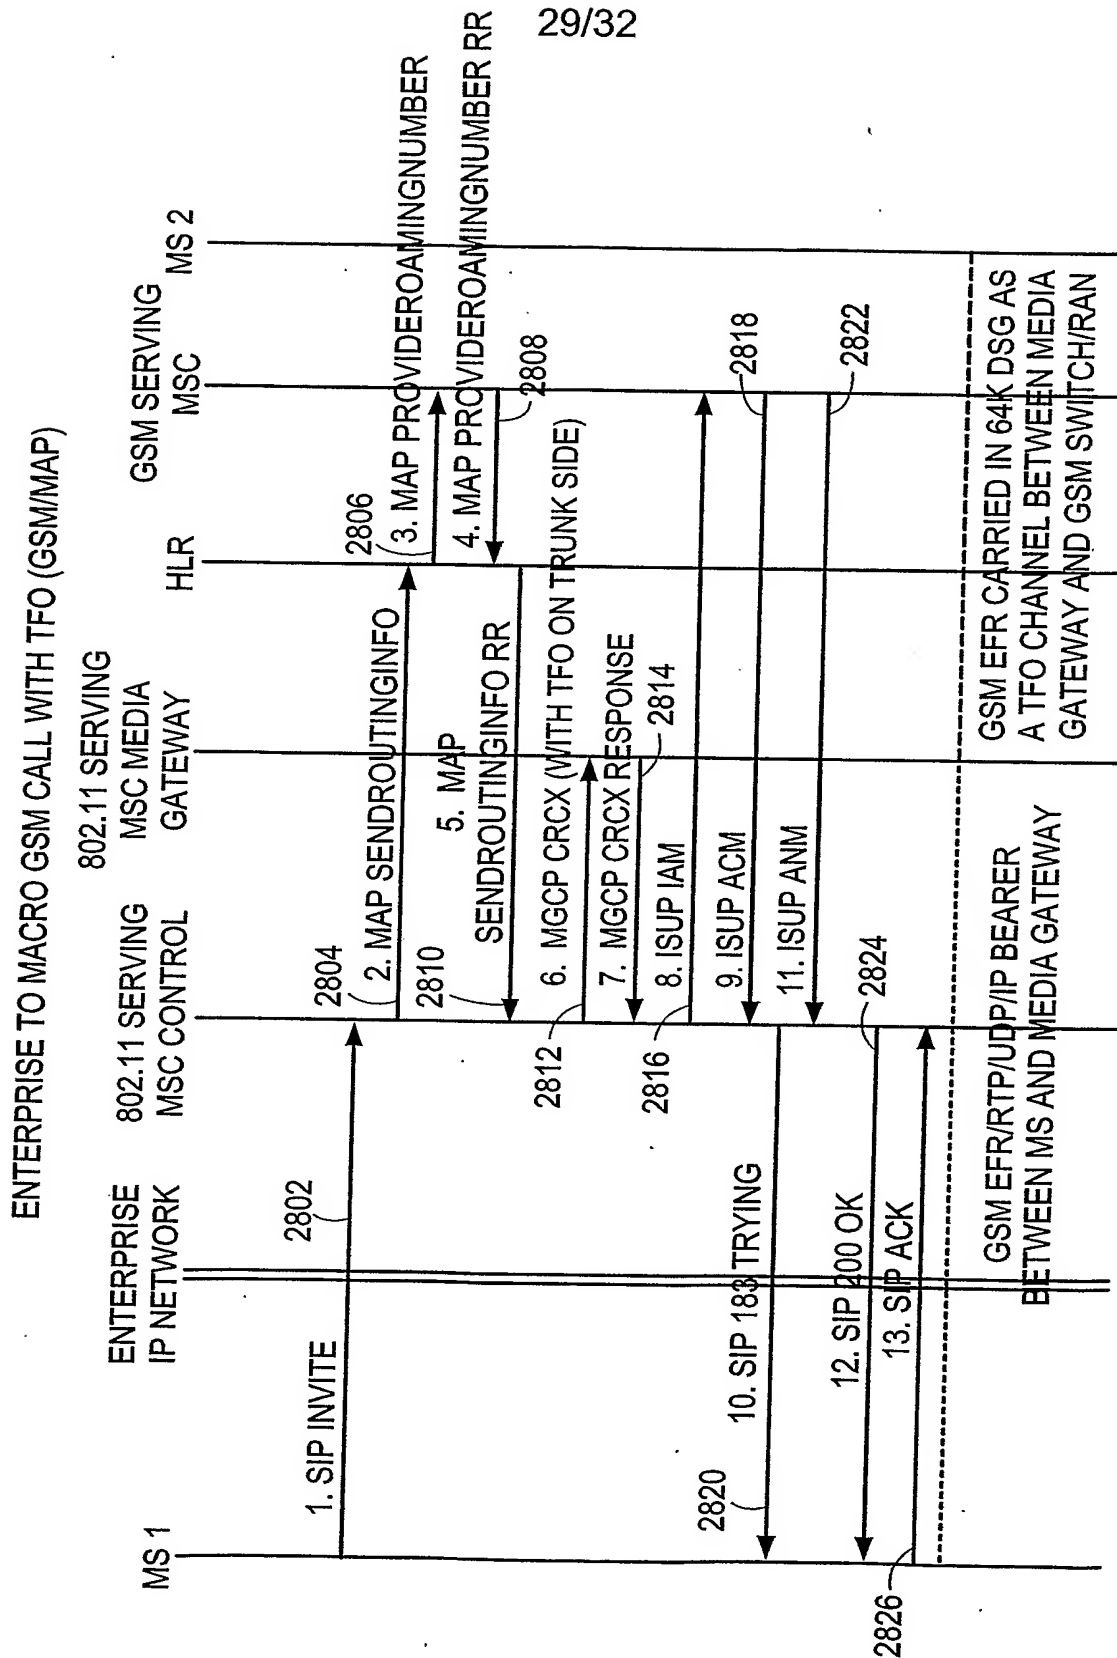 29/32
ENTERPRISE TO MACRO GSM CALL WITH TFO (GSM/MAP)
MS 1
ENTERPRISE
IP NETWORK
802.11 SERVING
MSC CONTROL
802.11 SERVING
MSC MEDIA
GATEWAY
HLR
GSM SERVING
MSC
MS 2
1. SIP INVITE
2802
2804
2. MAP SENDROUTINGINFO
2806
3. MAP PROVIDEROAMINGNUMBER
4. MAP PROVIDEROAMINGNUMBER RR
2808
2810
5. MAP
SENDROUTINGINFO RR
2812
6. MGCP CRCX (WITH TFO ON TRUNK SIDE)
7. MGCP CRCX RESPONSE
2814
2816
8. ISUP IAM
9. ISUP ACM
2818
2820
10. SIP 183 TRYING
11. ISUP ANM
2822
12. SIP 200 OK
2824
13. SIP ACK
2826
GSM EFR/RTP/UDP/IP BEARER
BETWEEN MS AND MEDIA GATEWAY
GSM EFR CARRIED IN 64K DSG AS
A TFO CHANNEL BETWEEN MEDIA
GATEWAY AND GSM SWITCH/RAN